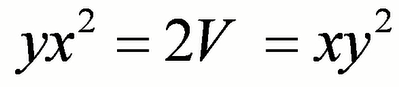 yx² = 2V = xy²